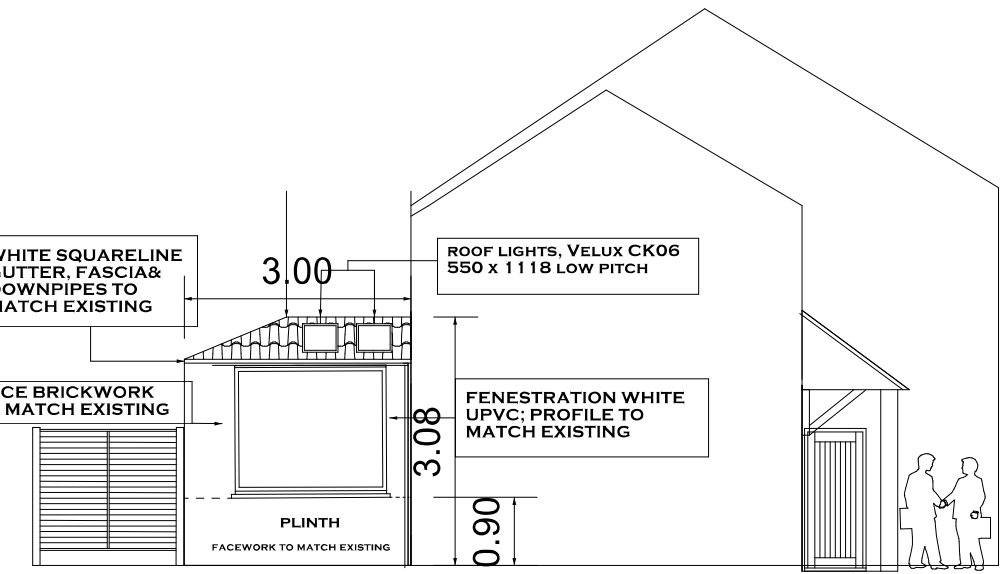 WHITE SQUARELINE
GUTTER, FASCIA&
DOWNPIPES TO
MATCH EXISTING
3.00
ROOF LIGHTS, VELUX CK06
550 X 1118 LOW PITCH
CE BRICKWORK
MATCH EXISTING
FENESTRATION WHITE
UPVC; PROFILE TO
MATCH EXISTING
3.08
0.90
PLINTH
FACEWORK TO MATCH EXISTING